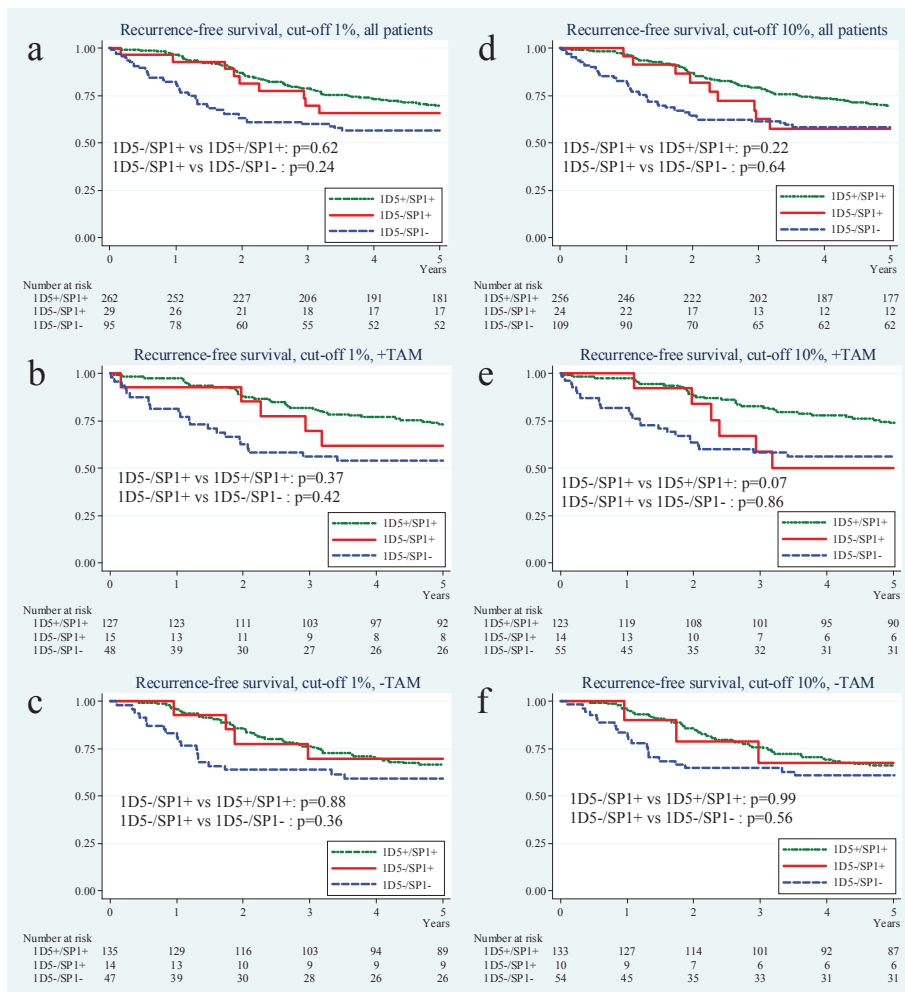 a
Recurrence-free survival, cut-off 1%, all patients
1.00
0.75
0.50
0.25
0.00
1D5-/SP1+ vs 1D5+/SP1+: p=0.62
1D5-/SP1+ vs 1D5-/SP1- : p=0.24
1D5+/SP1+
1D5-/SP1+
1D5-/SP1-
0 1 2 3 4 5
Years
Number at risk
1D5+/SP1+ 262 252 227 206 191 181
1D5-/SP1+ 29 26 21 18 17 17
1D5-/SP1- 95 78 60 55 52 52
d
Recurrence-free survival, cut-off 10%, all patients
1.00
0.75
0.50
0.25
0.00
1D5-/SP1+ vs 1D5+/SP1+: p=0.22
1D5-/SP1+ vs 1D5-/SP1- : p=0.64
1D5+/SP1+
1D5-/SP1+
1D5-/SP1-
0 1 2 3 4 5
Years
Number at risk
1D5+/SP1+ 256 246 222 202 187 177
1D5-/SP1+ 24 22 17 13 12 12
1D5-/SP1- 109 90 70 65 62 62
b
Recurrence-free survival, cut-off 1%, +TAM
1.00
0.75
0.50
0.25
0.00
1D5-/SP1+ vs 1D5+/SP1+: p=0.37
1D5-/SP1+ vs 1D5-/SP1- : p=0.42
1D5+/SP1+
1D5-/SP1+
1D5-/SP1-
0 1 2 3 4 5
Years
Number at risk
1D5+/SP1+ 127 123 111 103 97 92
1D5-/SP1+ 15 13 11 9 8 8
1D5-/SP1- 48 39 30 27 26 26
e
Recurrence-free survival, cut-off 10%, +TAM
1.00
0.75
0.50
0.25
0.00
1D5-/SP1+ vs 1D5+/SP1+: p=0.07
1D5-/SP1+ vs 1D5-/SP1- : p=0.86
1D5+/SP1+
1D5-/SP1+
1D5-/SP1-
0 1 2 3 4 5
Years
Number at risk
1D5+/SP1+ 123 119 108 101 95 90
1D5-/SP1+ 14 13 10 7 6 6
1D5-/SP1- 55 45 35 32 31 31
c
Recurrence-free survival, cut-off 1%, -TAM
1.00
0.75
0.50
0.25
0.00
1D5-/SP1+ vs 1D5+/SP1+: p=0.88
1D5-/SP1+ vs 1D5-/SP1- : p=0.36
1D5+/SP1+
1D5-/SP1+
1D5-/SP1-
0 1 2 3 4 5
Years
Number at risk
1D5+/SP1+ 135 129 116 103 94 89
1D5-/SP1+ 14 13 10 9 9 9
1D5-/SP1- 47 39 30 28 26 26
f
Recurrence-free survival, cut-off 10%, -TAM
1.00
0.75
0.50
0.25
0.00
1D5-/SP1+ vs 1D5+/SP1+: p=0.99
1D5-/SP1+ vs 1D5-/SP1- : p=0.56
1D5+/SP1+
1D5-/SP1+
1D5-/SP1-
0 1 2 3 4 5
Years
Number at risk
1D5+/SP1+ 133 127 114 101 92 87
1D5-/SP1+ 10 9 7 6 6 6
1D5-/SP1- 54 45 35 33 31 31